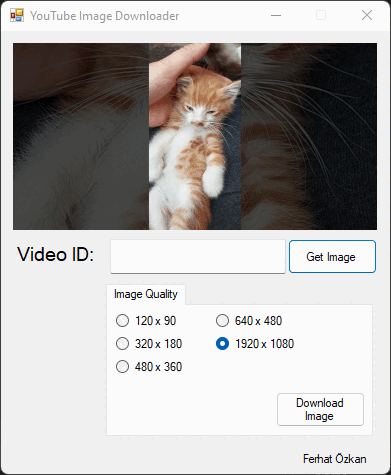 YouTube Image Downloader
Video ID:
Get Image
Image Quality
120 x 90
640 x 480
320 x 180
1920 x 1080
480 x 360
Download
Image
Ferhat Özkan